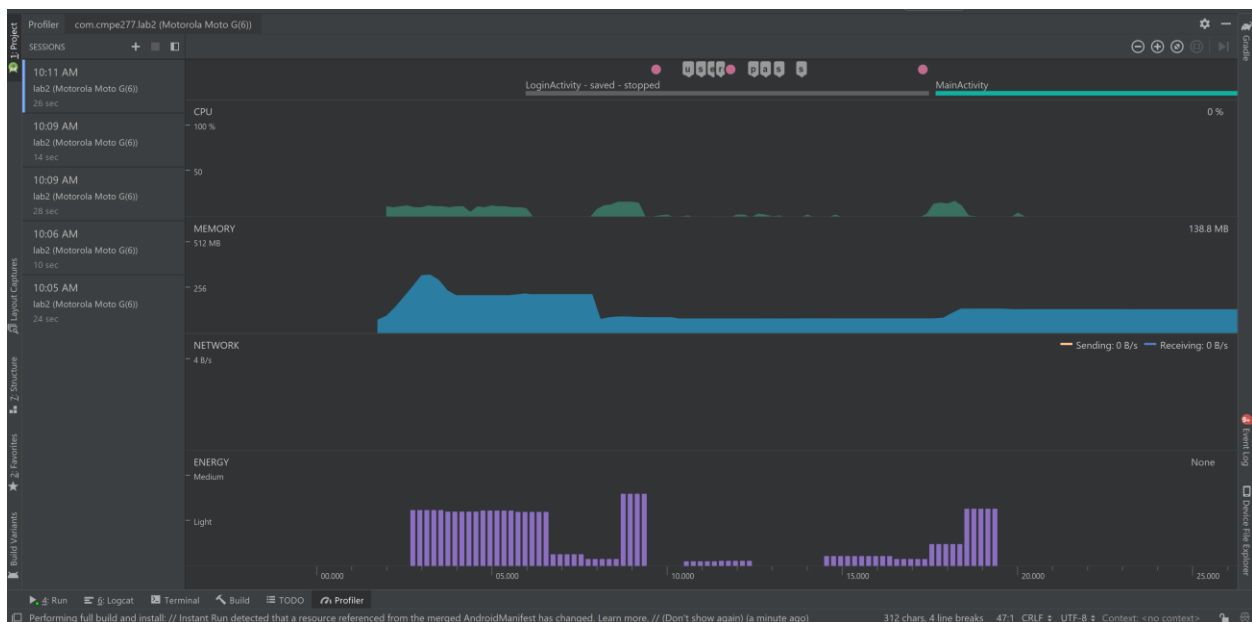 Profiler com.cmpe277.lab2 (Motorola Moto G(6))
SESSIONS
10:11 AM
lab2 (Motorola Moto G(6))
26 sec
10:09 AM
lab2 (Motorola Moto G(6))
14 sec
10:09 AM
lab2 (Motorola Moto G(6))
28 sec
10:06 AM
lab2 (Motorola Moto G(6))
10 sec
10:05 AM
lab2 (Motorola Moto G(6))
24 sec
1: Project
Layout Captures
7: Structure
2: Favorites
Build Variants
u s e r p a s s
LoginActivity - saved - stopped MainActivity
CPU 0 %
100 %
50
MEMORY 138.8 MB
512 MB
256
NETWORK Sending: 0 B/s Receiving: 0 B/s
4 B/s
ENERGY None
Medium
Light
00.000 05.000 10.000 15.000 20.000 25.000
Gradle
Event Log
Device File Explorer
4: Run 6: Logcat Terminal Build TODO Profiler
Performing full build and install: // Instant Run detected that a resource referenced from the merged AndroidManifest has changed. Learn more. // (Don't show again) (a minute ago) 312 chars, 4 line breaks 47:1 CRLF UTF-8 Context: <no context>